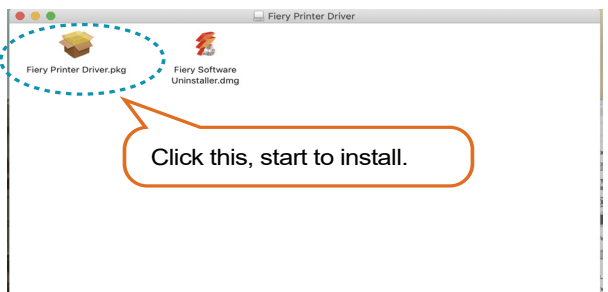 Fiery Printer Driver
Fiery Printer Driver.pkg
Fiery Software
Uninstaller.dmg
Click this, start to install.